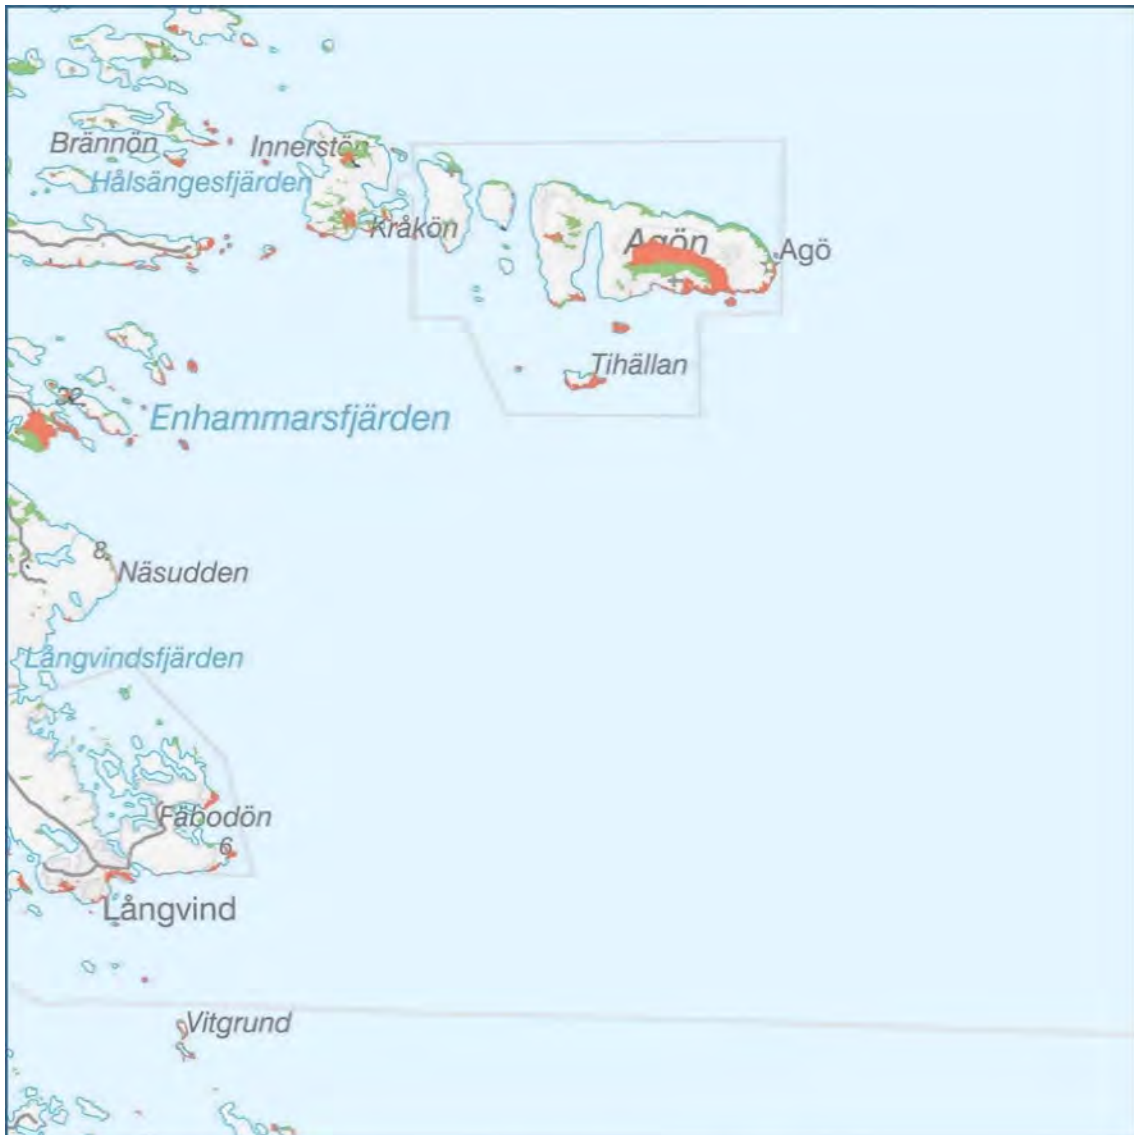 Brännön
Innerstön
Hålsängesfjärden
Kråkön
Agön
Agö
Tihällan
32
Enhammarsfjärden
8
Näsudden
Långvindsfjärden
Fäbodön
6
Långvind
Vitgrund